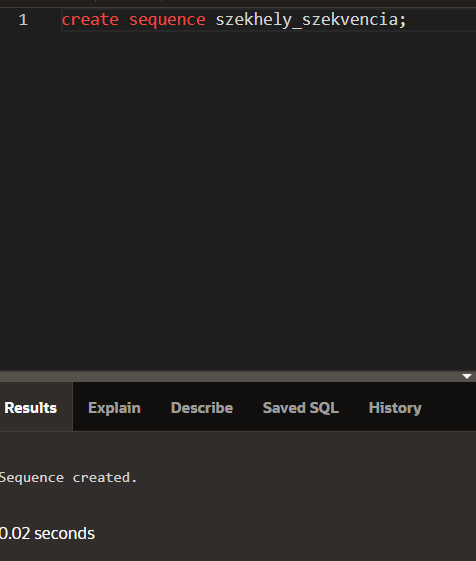 1 create sequence szekhely_szekvencia;
Results Explain Describe Saved SQL History
Sequence created.
0.02 seconds